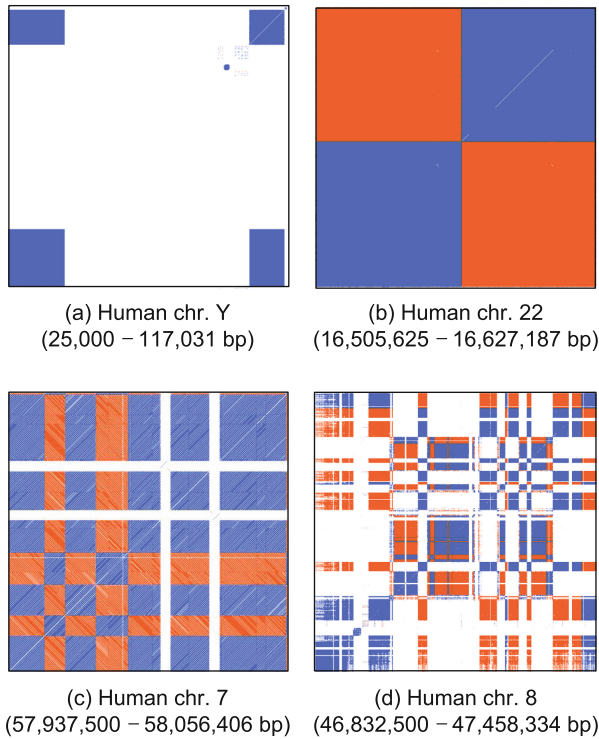 (a) Human chr. Y
(25,000 – 117,031 bp)
(b) Human chr. 22
(16,505,625 – 16,627,187 bp)
(c) Human chr. 7
(57,937,500 – 58,056,406 bp)
(d) Human chr. 8
(46,832,500 – 47,458,334 bp)